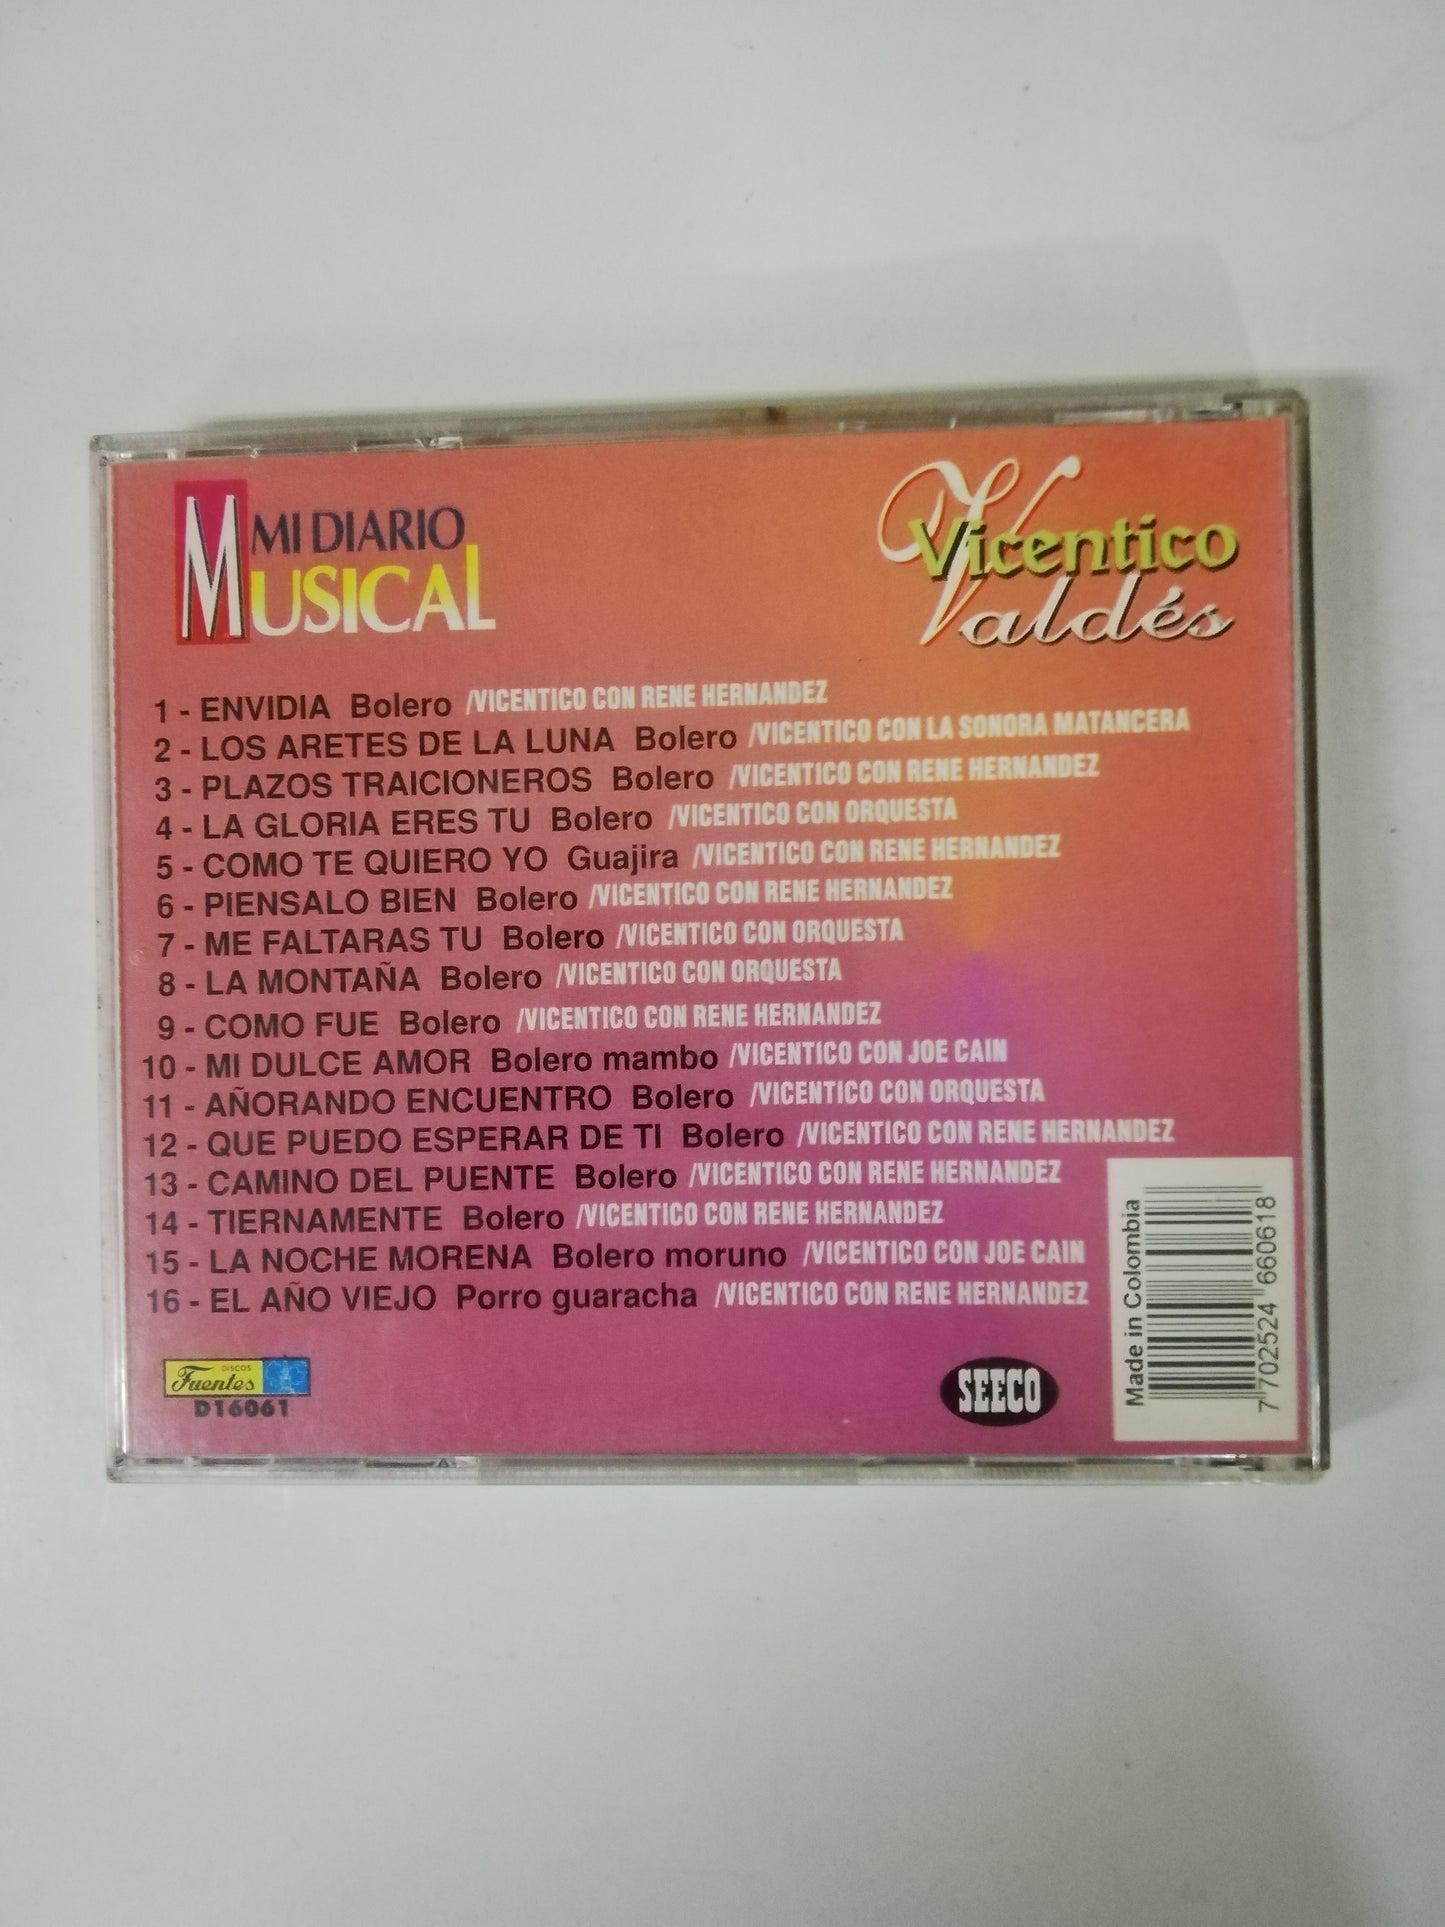 MI DIARIO
MUSICAL
Vicentico
Valdés
1 - ENVIDIA Bolero /VICENTICO CON RENE HERNANDEZ
2 - LOS ARETES DE LA LUNA Bolero /VICENTICO CON LA SONORA MATANCERA
3 - PLAZOS TRAICIONEROS Bolero /VICENTICO CON RENE HERNANDEZ
4 - LA GLORIA ERES TU Bolero /VICENTICO CON ORQUESTA
5 - COMO TE QUIERO YO Guajira /VICENTICO CON RENE HERNANDEZ
6 - PIENSALO BIEN Bolero /VICENTICO CON RENE HERNANDEZ
7 - ME FALTARAS TU Bolero /VICENTICO CON ORQUESTA
8 - LA MONTAÑA Bolero /VICENTICO CON ORQUESTA
9 - COMO FUE Bolero /VICENTICO CON RENE HERNANDEZ
10 - MI DULCE AMOR Bolero mambo /VICENTICO CON JOE CAIN
11 - AÑORANDO ENCUENTRO Bolero /VICENTICO CON ORQUESTA
12 - QUE PUEDO ESPERAR DE TI Bolero /VICENTICO CON RENE HERNANDEZ
13 - CAMINO DEL PUENTE Bolero /VICENTICO CON RENE HERNANDEZ
14 - TIERNAMENTE Bolero /VICENTICO CON RENE HERNANDEZ
15 - LA NOCHE MORENA Bolero moruno /VICENTICO CON JOE CAIN
16 - EL AÑO VIEJO Porro guaracha /VICENTICO CON RENE HERNANDEZ
DISCOS
Fuentes
D16061
SEECO
Made in Colombia
7 702524 660618